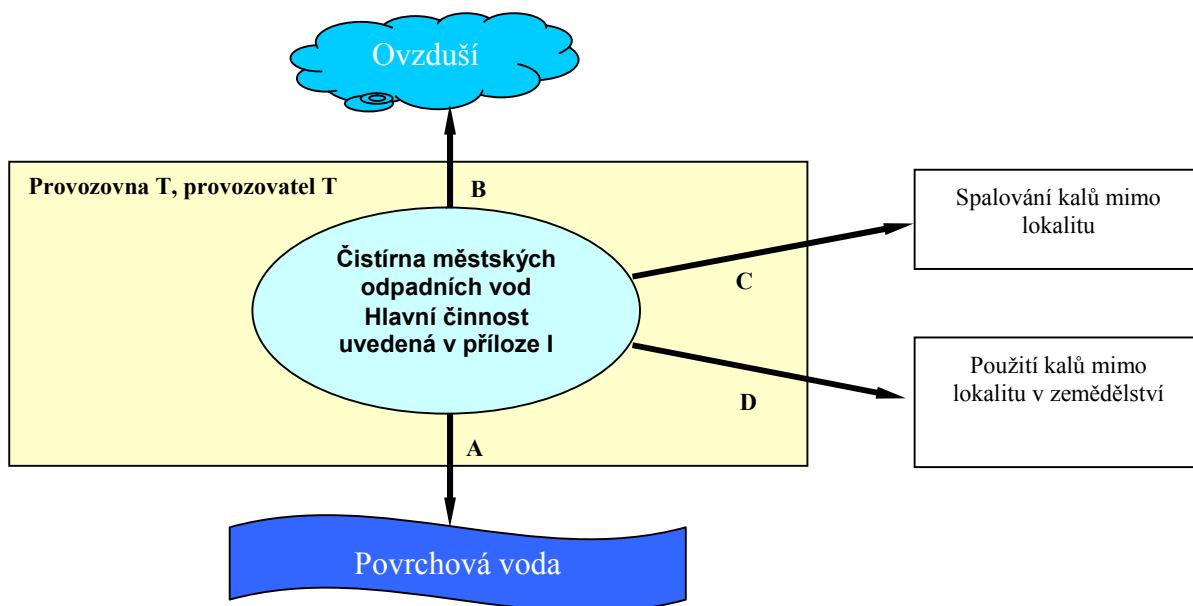 Ovzduší
Provozovna T, provozovatel T
B
Čistírna městských
odpadních vod
Hlavní činnost
uvedená v příloze I
Spalování kalů mimo
lokalitu
C
Použití kalů mimo
lokalitu v zemědělství
D
A
Povrchová voda